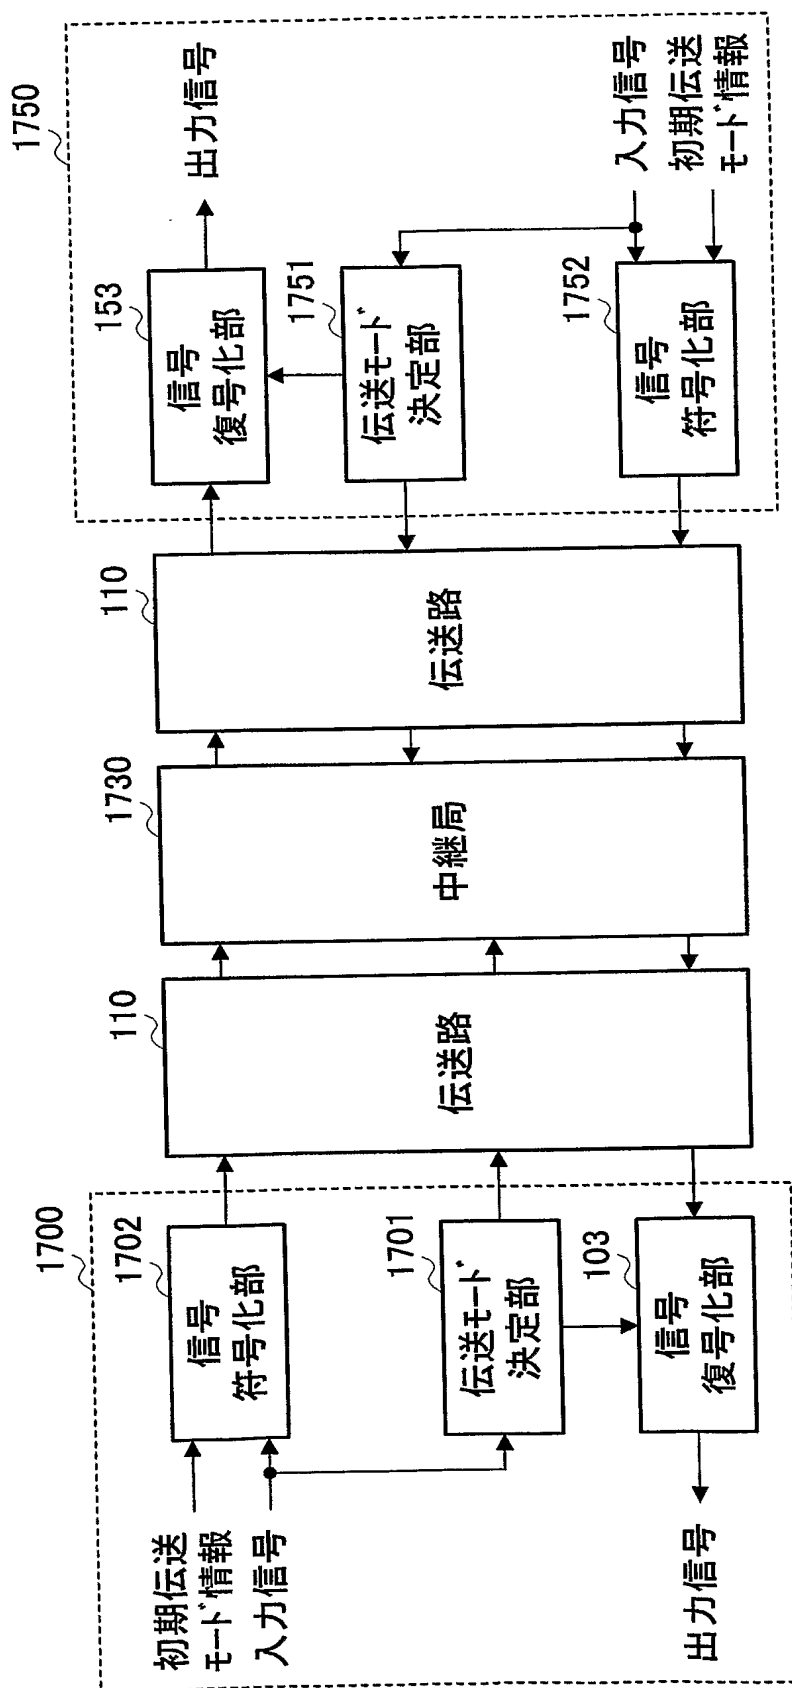 1700
初期伝送
モード情報
入力信号
1702
信号
符号化部
1701
伝送モード
決定部
103
信号
復号化部
出力信号
110
伝送路
1730
中継局
110
伝送路
1750
153
信号
復号化部
出力信号
1751
伝送モード
決定部
1752
信号
符号化部
入力信号
初期伝送
モード情報